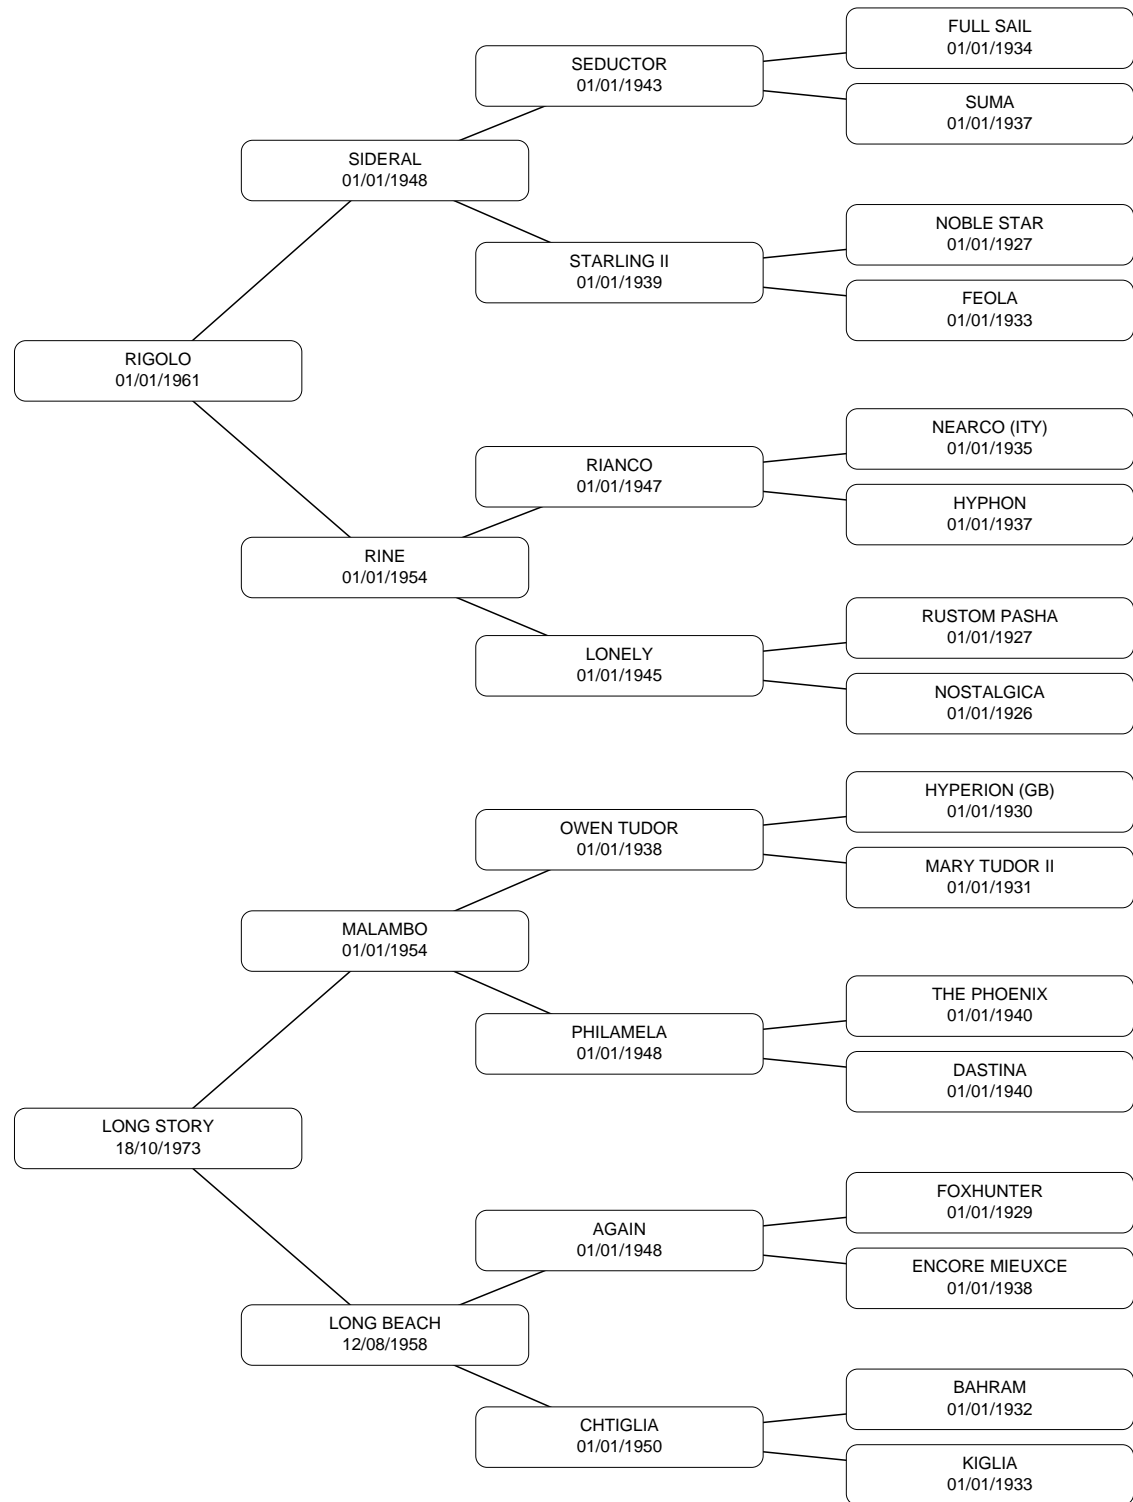 FULL SAIL
01/01/1934
SEDUCTOR
01/01/1943
SUMA
01/01/1937
SIDERAL
01/01/1948
NOBLE STAR
01/01/1927
STARLING II
01/01/1939
FEOLA
01/01/1933
RIGOLO
01/01/1961
NEARCO (ITY)
01/01/1935
RIANCO
01/01/1947
HYPHON
01/01/1937
RINE
01/01/1954
RUSTOM PASHA
01/01/1927
LONELY
01/01/1945
NOSTALGICA
01/01/1926
HYPERION (GB)
01/01/1930
OWEN TUDOR
01/01/1938
MARY TUDOR II
01/01/1931
MALAMBO
01/01/1954
THE PHOENIX
01/01/1940
PHILAMELA
01/01/1948
DASTINA
01/01/1940
LONG STORY
18/10/1973
FOXHUNTER
01/01/1929
AGAIN
01/01/1948
ENCORE MIEUXCE
01/01/1938
LONG BEACH
12/08/1958
BAHRAM
01/01/1932
CHTIGLIA
01/01/1950
KIGLIA
01/01/1933